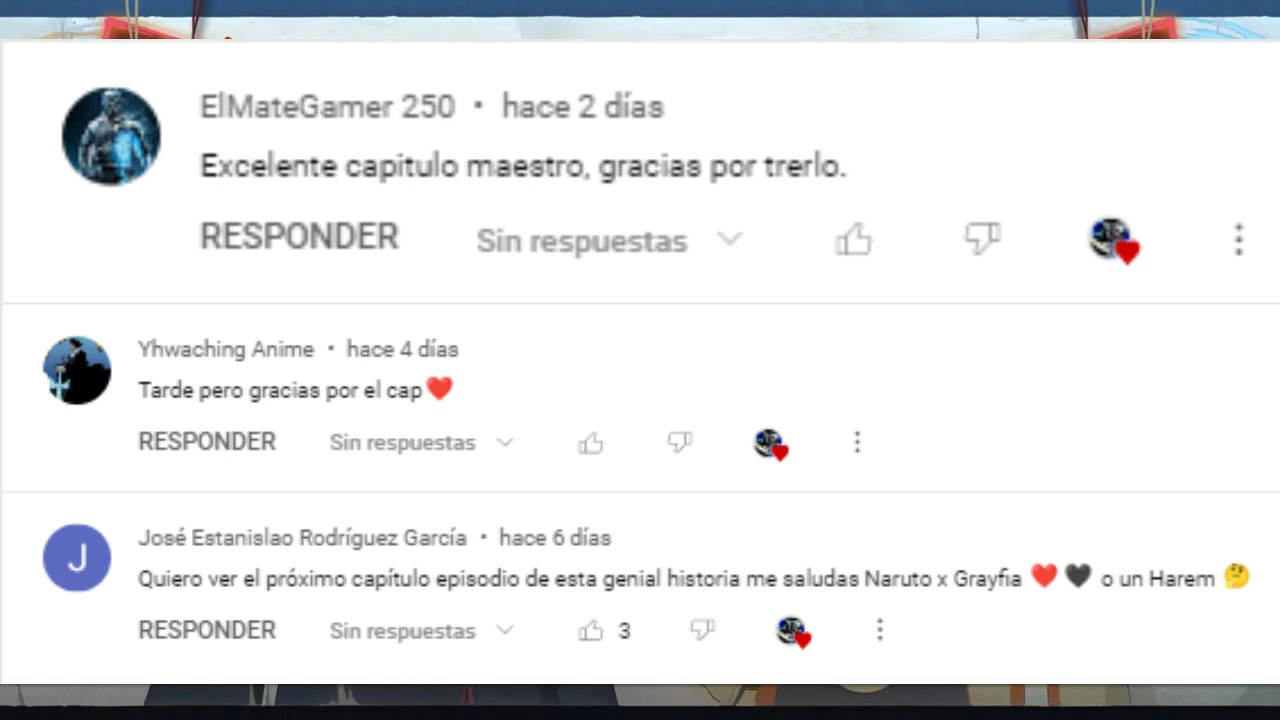 ElMateGamer 250 • hace 2 días
Excelente capitulo maestro, gracias por trerlo.
RESPONDER Sin respuestas
Yhwaching Anime • hace 4 días
Tarde pero gracias por el cap❤️
RESPONDER Sin respuestas
J
José Estanislao Rodríguez García • hace 6 días
Quiero ver el próximo capítulo episodio de esta genial historia me saludas Naruto x Grayfia ❤️🖤 o un Harem 🤔
RESPONDER Sin respuestas 3